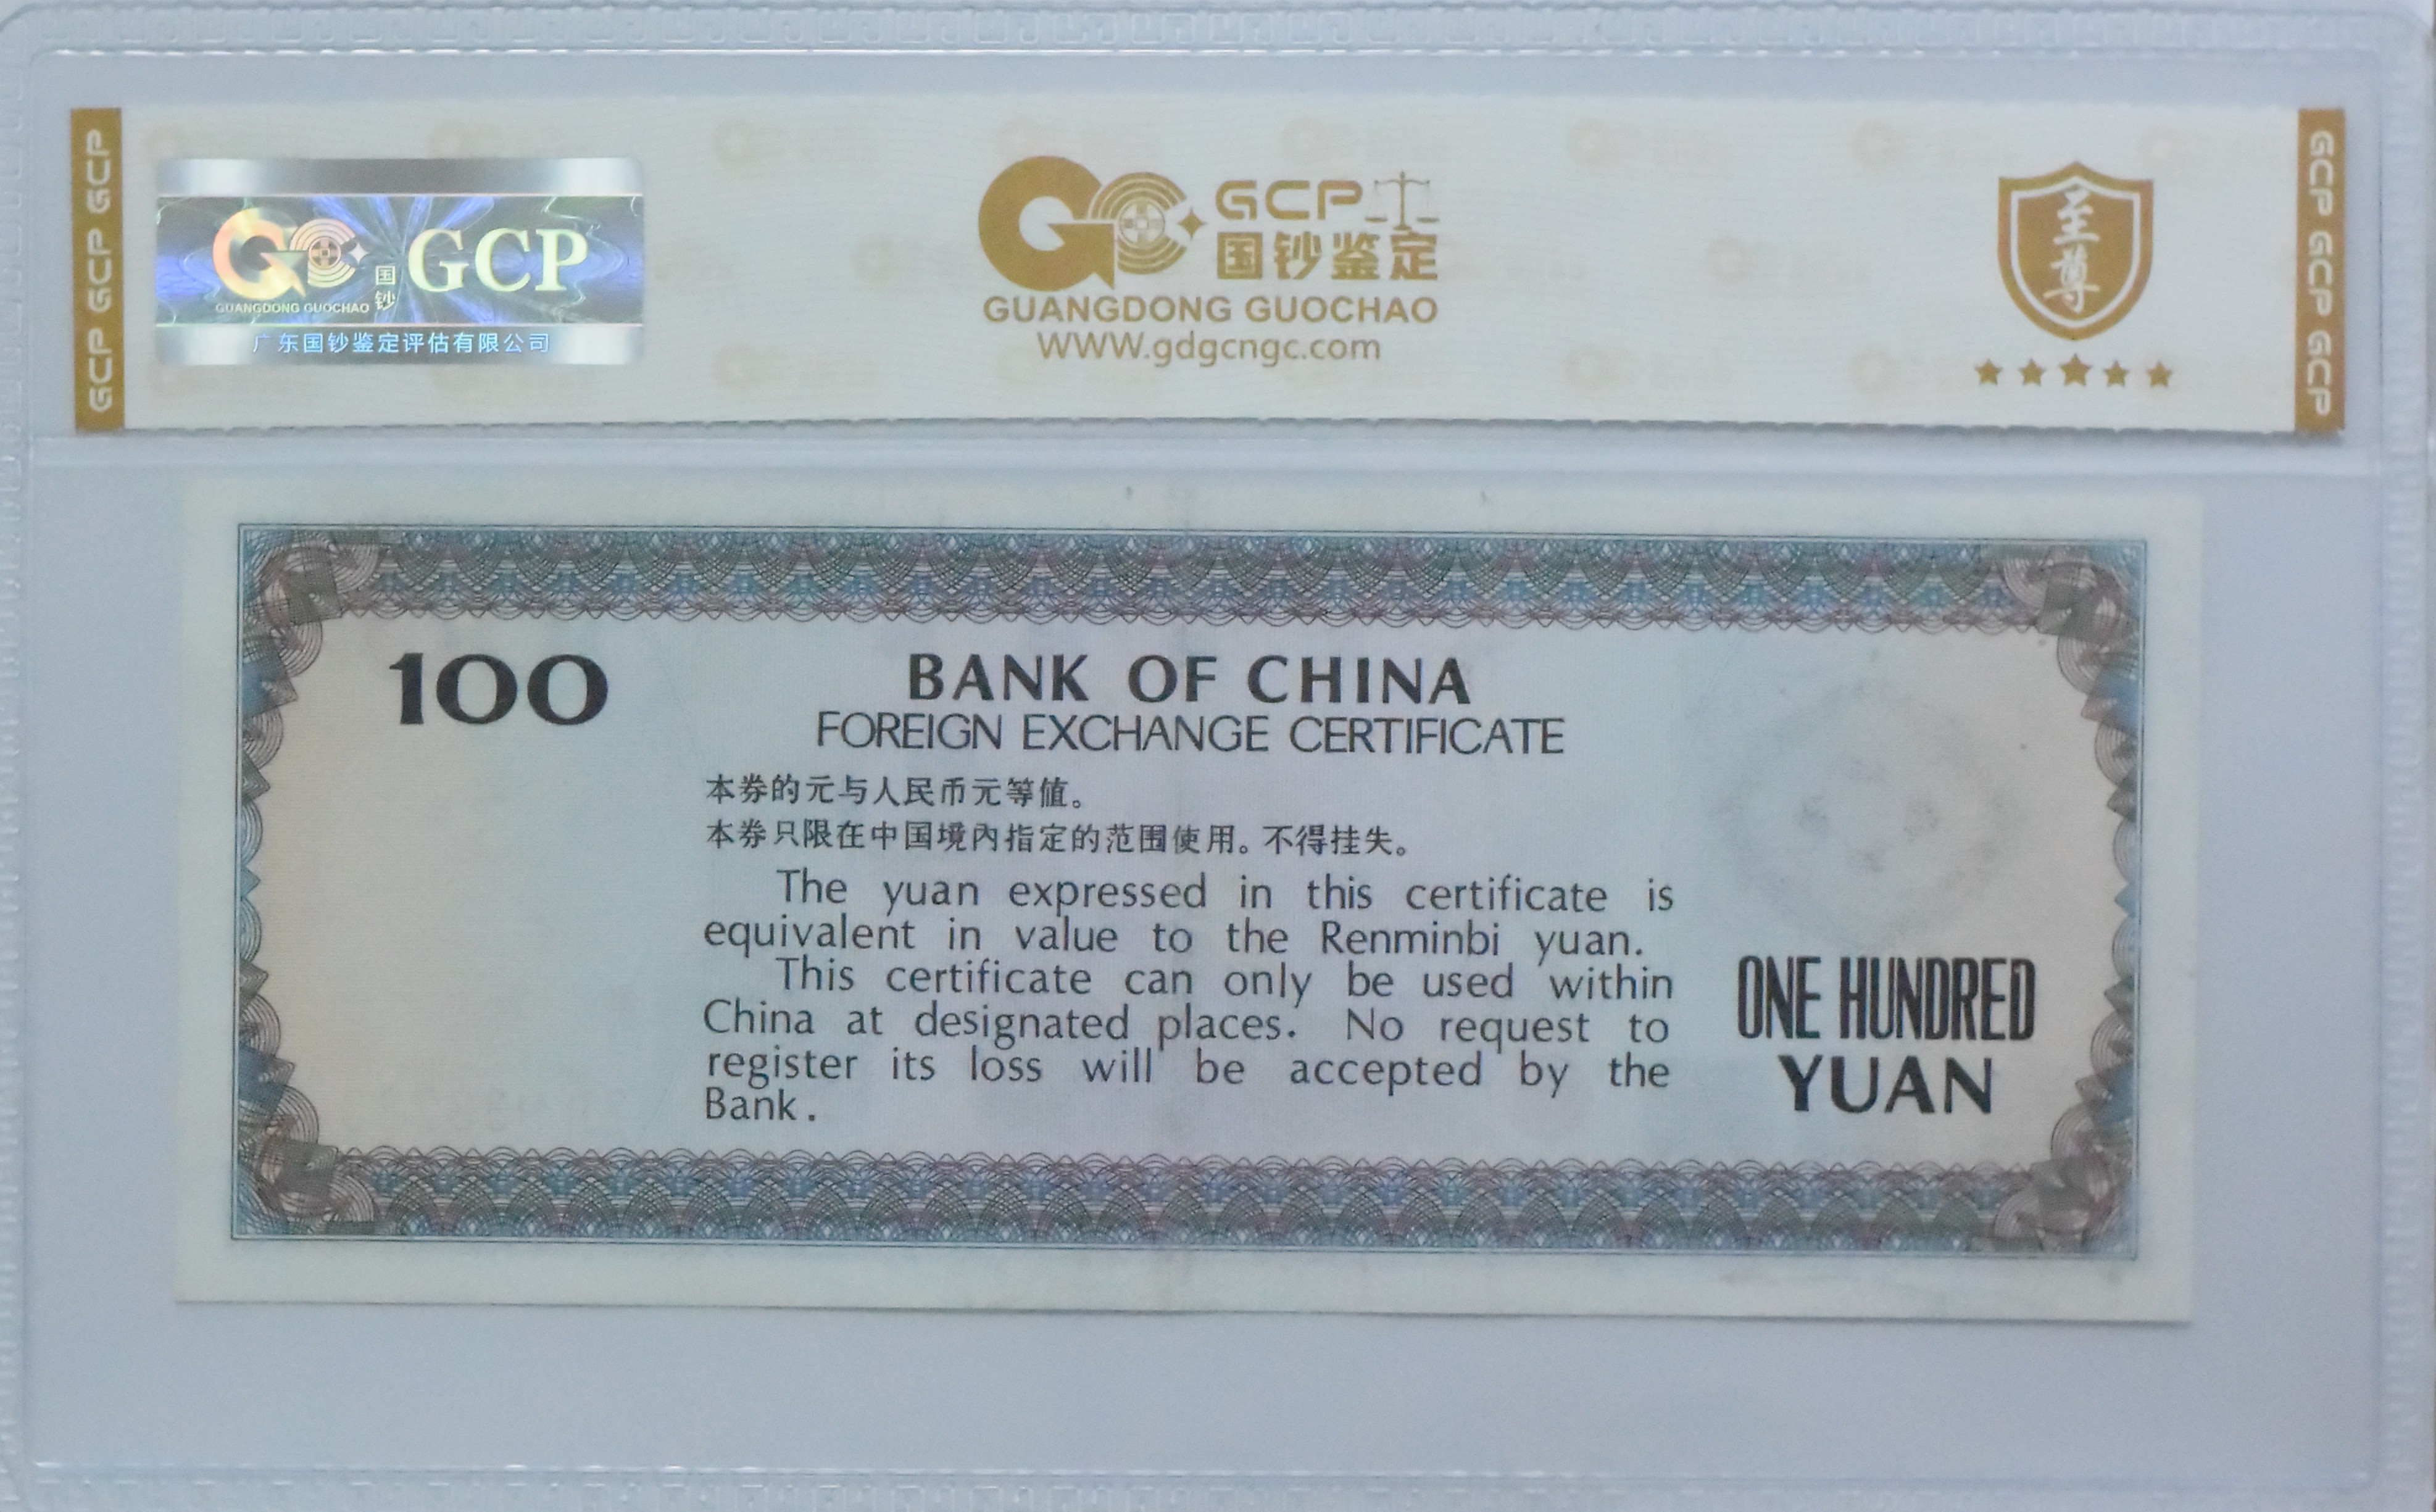 GCP GCP GCP
GUANGDONG GUOCHAO
国钞
GCP
广东国钞鉴定评估有限公司
GCP
国钞鉴定
GUANGDONG GUOCHAO
WWW.gdgcngc.com
至尊
GCP GCP GCP
100
BANK OF CHINA
FOREIGN EXCHANGE CERTIFICATE
本券的元与人民币元等值。
本券只限在中国境内指定的范围使用。不得挂失。
The yuan expressed in this certificate is
equivalent in value to the Renminbi yuan.
This certificate can only be used within
China at designated places. No request to
register its loss will be accepted by the
Bank.
ONE HUNDRED
YUAN